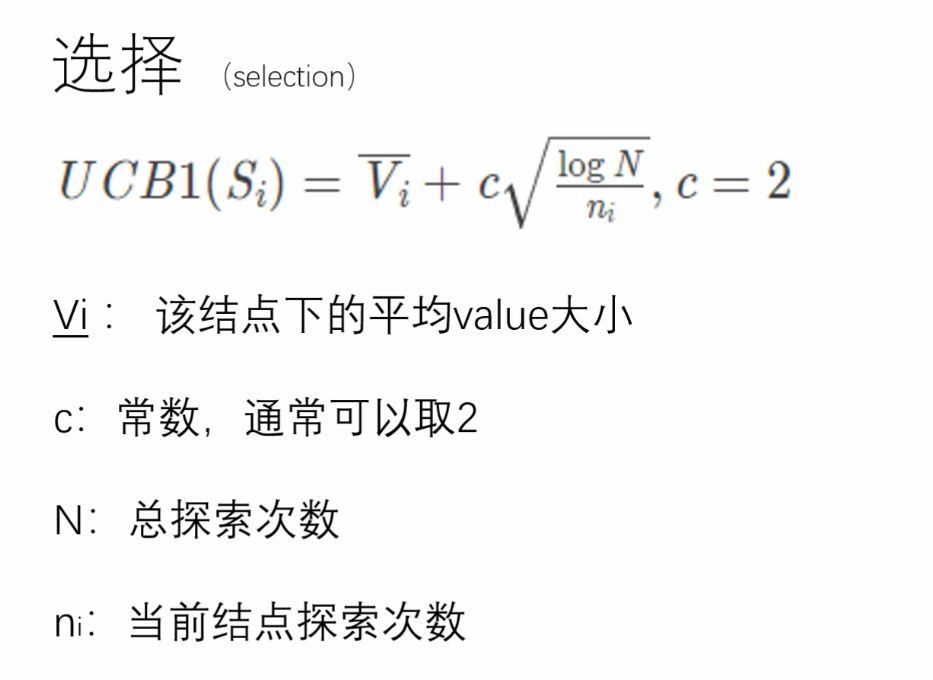 选择 （selection）
UCB1(S_i) = \overline{V_i} + c\sqrt{\frac{\log N}{n_i}}, c = 2
Vi： 该结点下的平均value大小
c：常数，通常可以取2
N：总探索次数
ni：当前结点探索次数